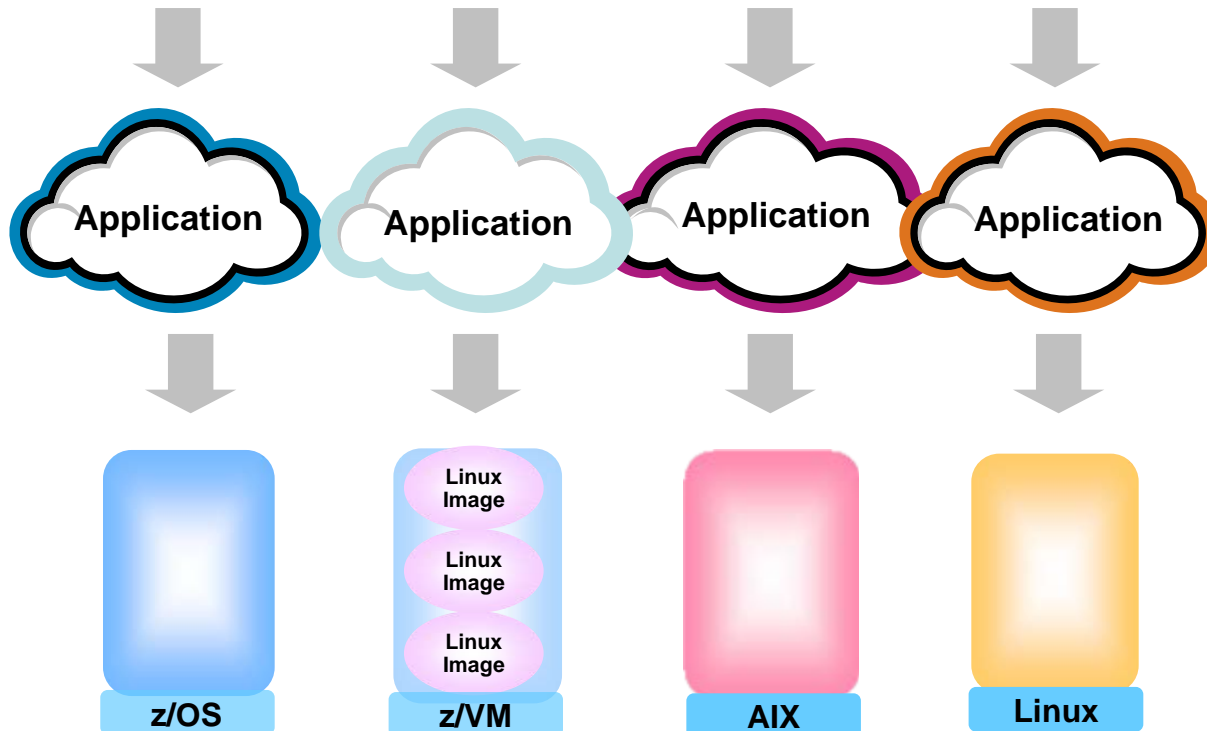 Application
Application
Application
Application
Linux
Image
Linux
Image
Linux
Image
z/OS
z/VM
AIX
Linux